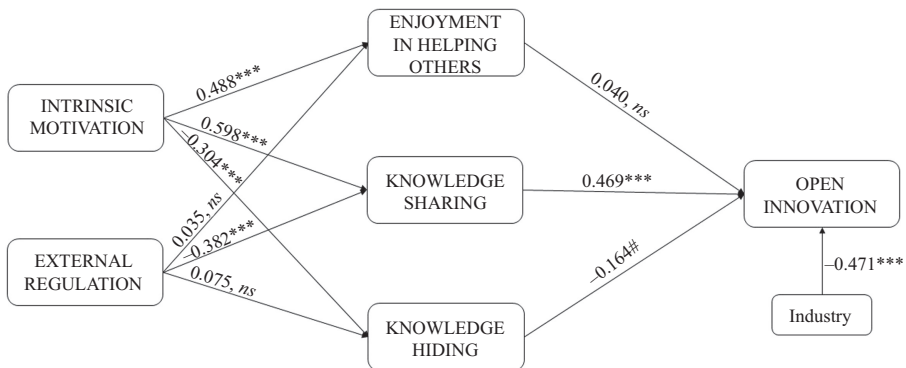 ENJOYMENT
IN HELPING
OTHERS
0.488***
0.040, ns
INTRINSIC
MOTIVATION
0.598***
–0.304***
KNOWLEDGE
SHARING
0.469***
OPEN
INNOVATION
0.035, ns
–0.382***
EXTERNAL
REGULATION
0.075, ns
–0.164#
–0.471***
KNOWLEDGE
HIDING
Industry